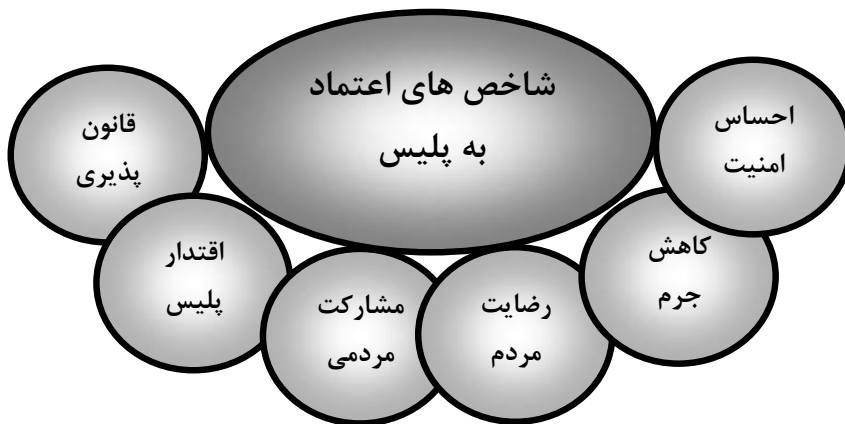 شاخص های اعتماد
به پلیس
احساس
امنیت
کاهش
جرم
رضایت
مردم
مشارکت
مردمی
اقتدار
پلیس
قانون
پذیری